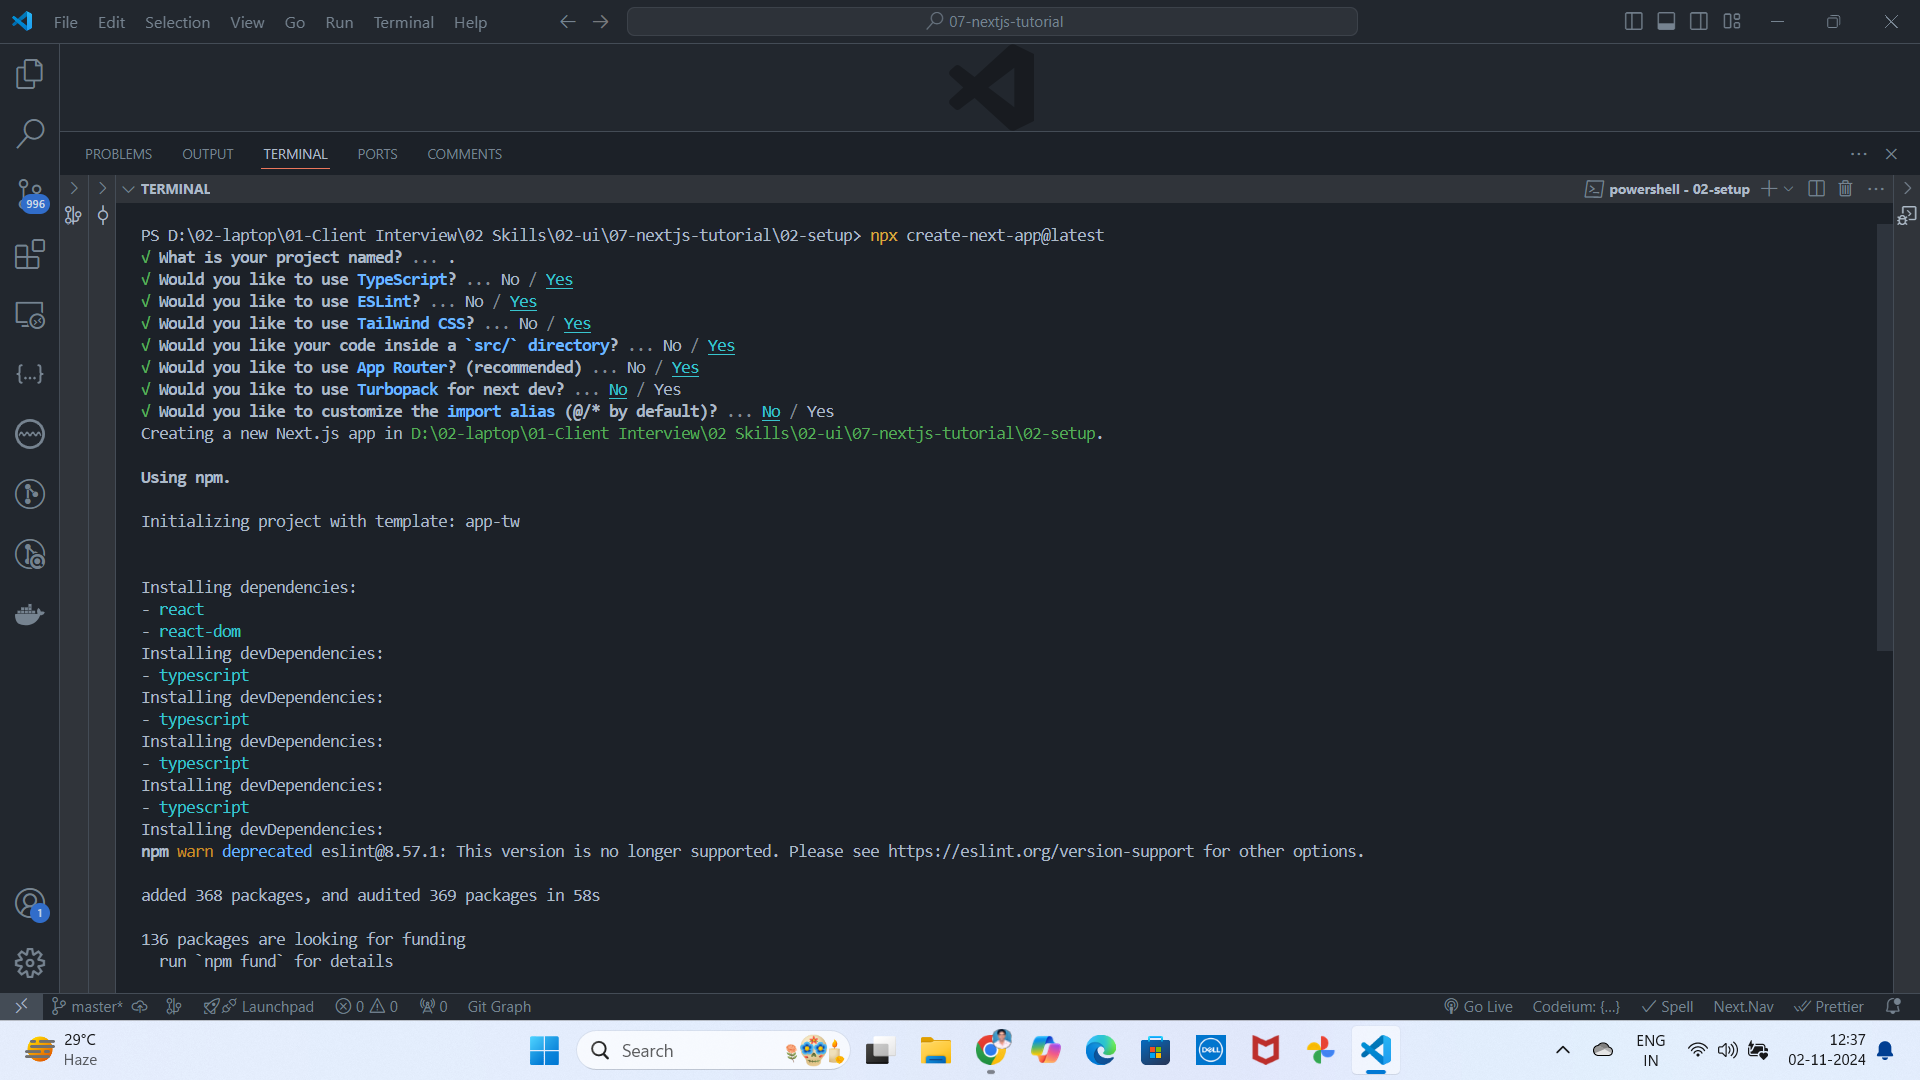 File Edit Selection View Go Run Terminal Help
07-nextjs-tutorial
PROBLEMS OUTPUT TERMINAL PORTS COMMENTS
TERMINAL
powershell - 02-setup
996
PS D:\02-laptop\01-Client Interview\02 Skills\02-ui\07-nextjs-tutorial\02-setup> npx create-next-app@latest
√ What is your project named? ... .
√ Would you like to use TypeScript? ... No / Yes
√ Would you like to use ESLint? ... No / Yes
√ Would you like to use Tailwind CSS? ... No / Yes
√ Would you like your code inside a `src/` directory? ... No / Yes
√ Would you like to use App Router? (recommended) ... No / Yes
√ Would you like to use Turbopack for next dev? ... No / Yes
√ Would you like to customize the import alias (@/* by default)? ... No / Yes
Creating a new Next.js app in D:\02-laptop\01-Client Interview\02 Skills\02-ui\07-nextjs-tutorial\02-setup.
Using npm.
Initializing project with template: app-tw
Installing dependencies:
- react
- react-dom
Installing devDependencies:
- typescript
Installing devDependencies:
- typescript
Installing devDependencies:
- typescript
Installing devDependencies:
- typescript
Installing devDependencies:
npm warn deprecated eslint@8.57.1: This version is no longer supported. Please see https://eslint.org/version-support for other options.
added 368 packages, and audited 369 packages in 58s
1
136 packages are looking for funding
run `npm fund` for details
master* Launchpad 0 0 0 Git Graph
Go Live Codeium: {...} Spell Next.Nav Prettier
29°C
Haze
Search
DELL
ENG
IN
12:37
02-11-2024